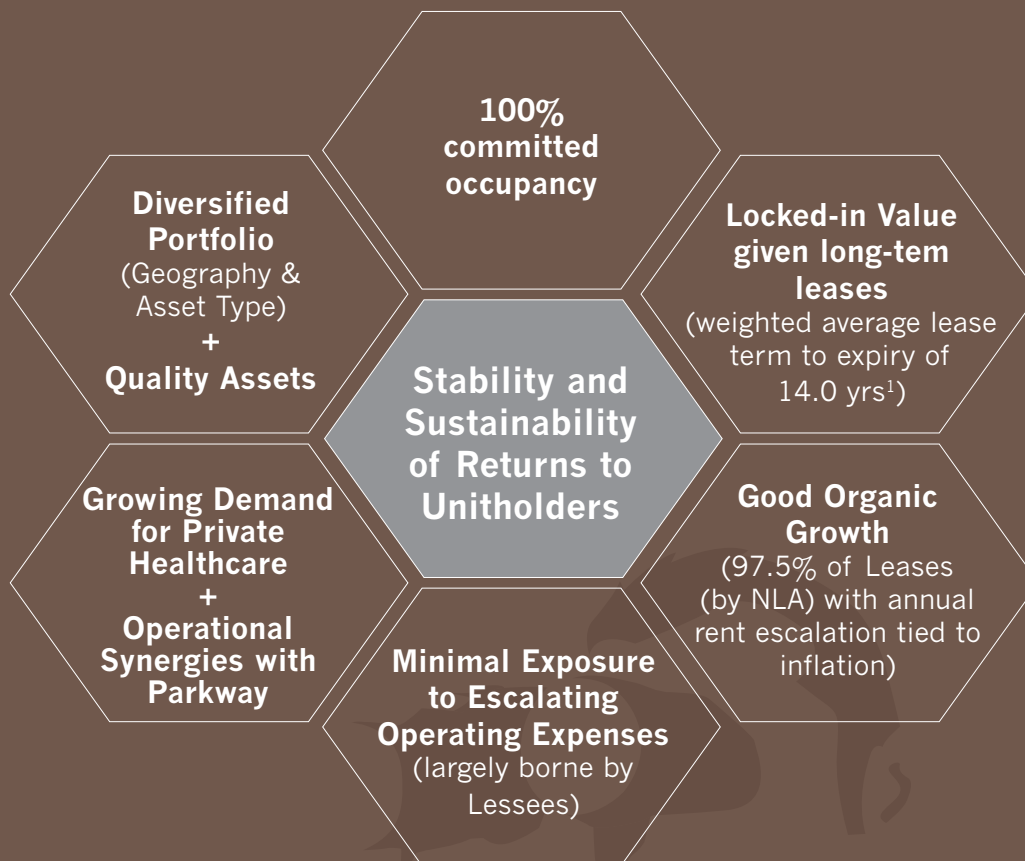 100%
committed
occupancy
Diversified
Portfolio
(Geography &
Asset Type)
+
Quality Assets
Locked-in Value
given long-tem
leases
(weighted average lease
term to expiry of
14.0 yrs¹)
Stability and
Sustainability
of Returns to
Unitholders
Growing Demand
for Private
Healthcare
+
Operational
Synergies with
Parkway
Good Organic
Growth
(97.5% of Leases
(by NLA) with annual
rent escalation tied to
inflation)
Minimal Exposure
to Escalating
Operating Expenses
(largely borne by
Lessees)